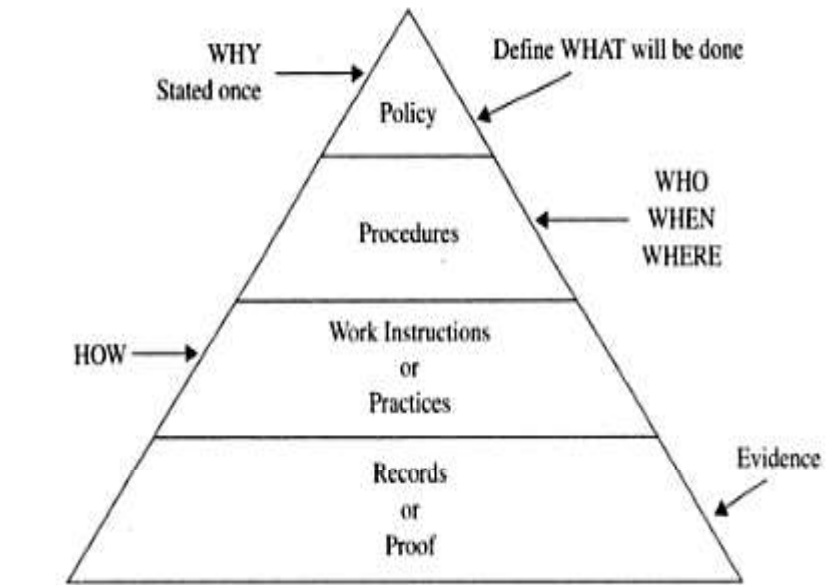 WHY
Stated once
Define WHAT will be done
Policy
WHO
WHEN
WHERE
Procedures
HOW
Work Instructions
or
Practices
Evidence
Records
or
Proof